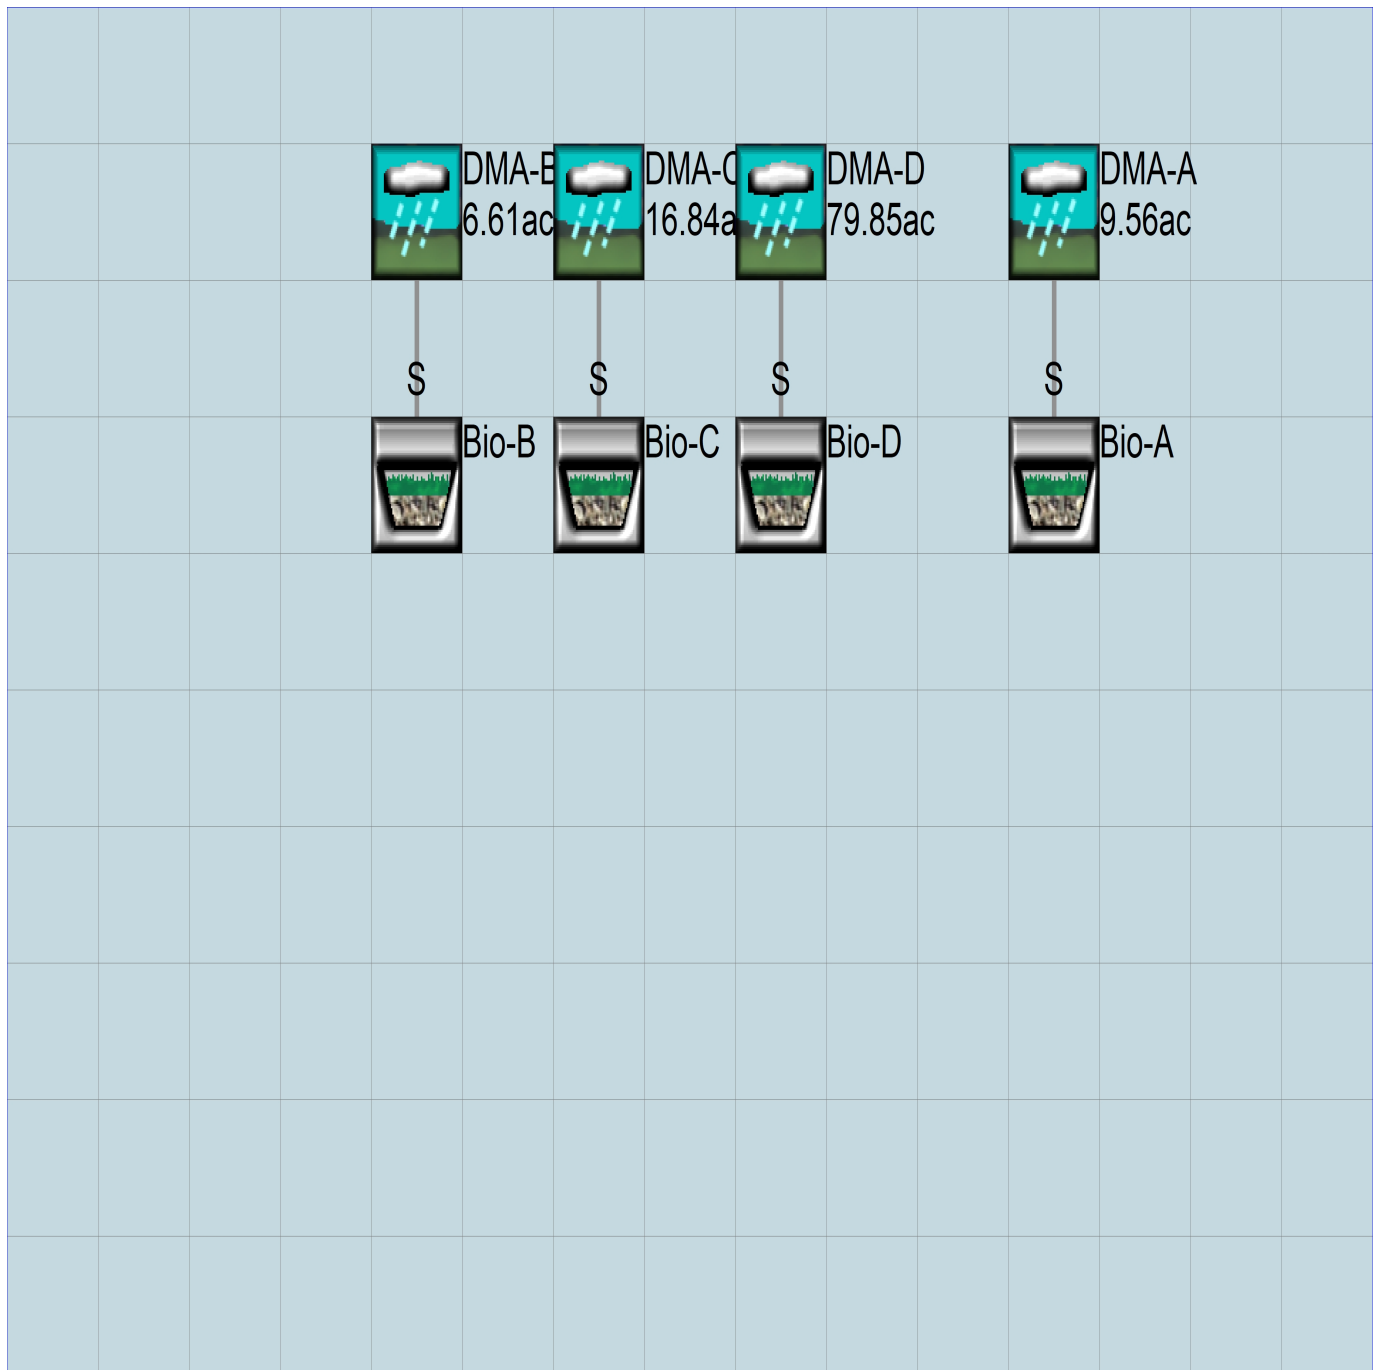 DMA-B
6.61ac
DMA-C
16.84a
DMA-D
79.85ac
DMA-A
9.56ac
S
S
S
S
Bio-B
Bio-C
Bio-D
Bio-A